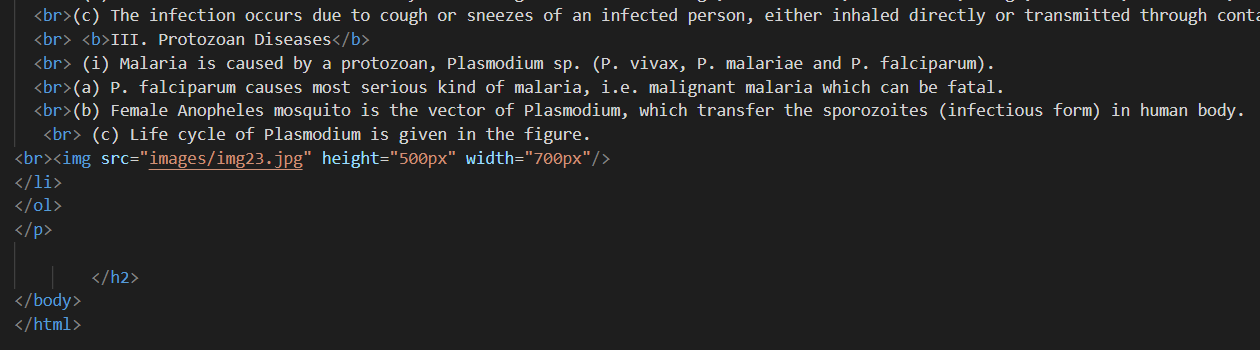 <br>(c) The infection occurs due to cough or sneezes of an infected person, either inhaled directly or transmitted through
<br> <b>III. Protozoan Diseases</b>
<br> (i) Malaria is caused by a protozoan, Plasmodium sp. (P. vivax, P. malariae and P. falciparum).
<br>(a) P. falciparum causes most serious kind of malaria, i.e. malignant malaria which can be fatal.
<br>(b) Female Anopheles mosquito is the vector of Plasmodium, which transfer the sporozoites (infectious form) in human body.
<br> (c) Life cycle of Plasmodium is given in the figure.
<br><img src="images/img23.jpg" height="500px" width="700px"/>
</li>
</ol>
</p>
</h2>
</body>
</html>